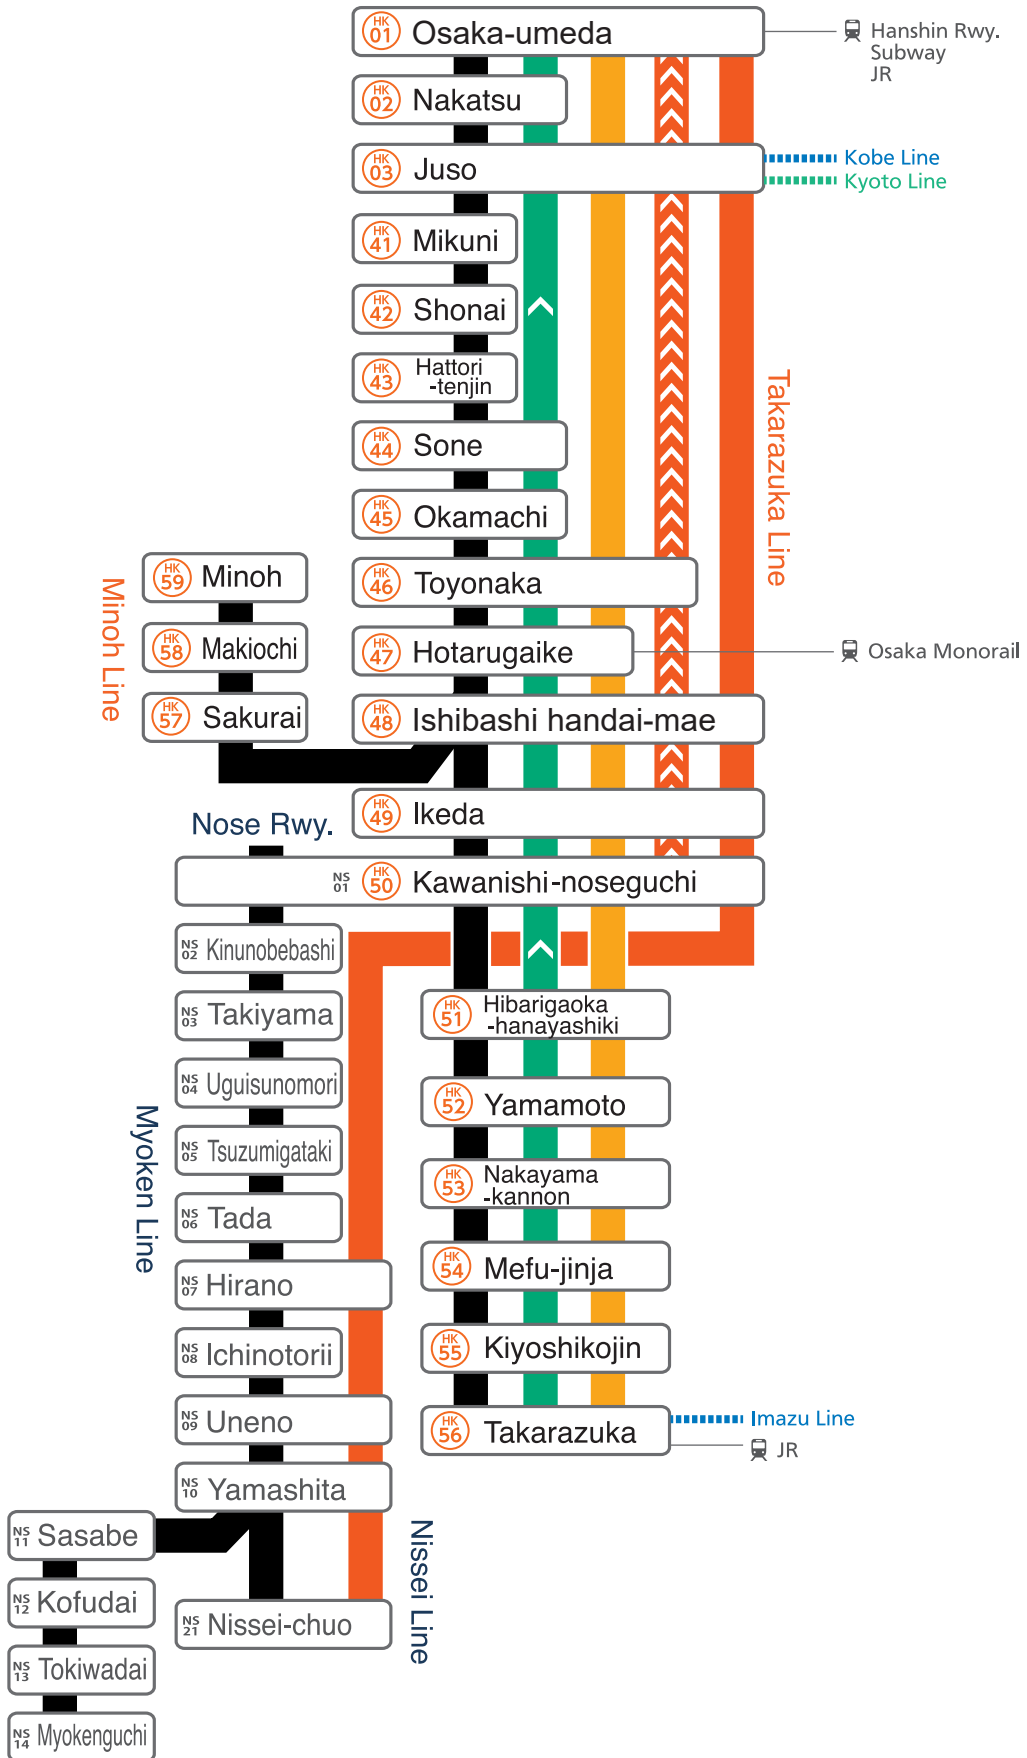 HK
01
Osaka-umeda
Hanshin Rwy.
Subway
JR
HK
02
Nakatsu
HK
03
Juso
Kobe Line
Kyoto Line
HK
41
Mikuni
HK
42
Shonai
HK
43
Hattori
-tenjin
Takarazuka Line
HK
44
Sone
HK
45
Okamachi
HK
59
Minoh
HK
46
Toyonaka
Minoh Line
HK
58
Makiochi
HK
47
Hotarugaike
Osaka Monorail
HK
57
Sakurai
HK
48
Ishibashi handai-mae
HK
49
Ikeda
Nose Rwy.
NS
01
HK
50
Kawanishi-noseguchi
NS
02
Kinunobebashi
NS
03
Takiyama
HK
51
Hibarigaoka
-hanayashiki
NS
04
Uguisunomori
HK
52
Yamamoto
Myoken Line
NS
05
Tsuzumigataki
HK
53
Nakayama
-kannon
NS
06
Tada
NS
07
Hirano
HK
54
Mefu-jinja
NS
08
Ichinotorii
HK
55
Kiyoshikojin
NS
09
Uneno
HK
56
Takarazuka
Imazu Line
JR
NS
10
Yamashita
NS
11
Sasabe
Nissei Line
NS
12
Kofudai
NS
21
Nissei-chuo
NS
13
Tokiwadai
NS
14
Myokenguchi